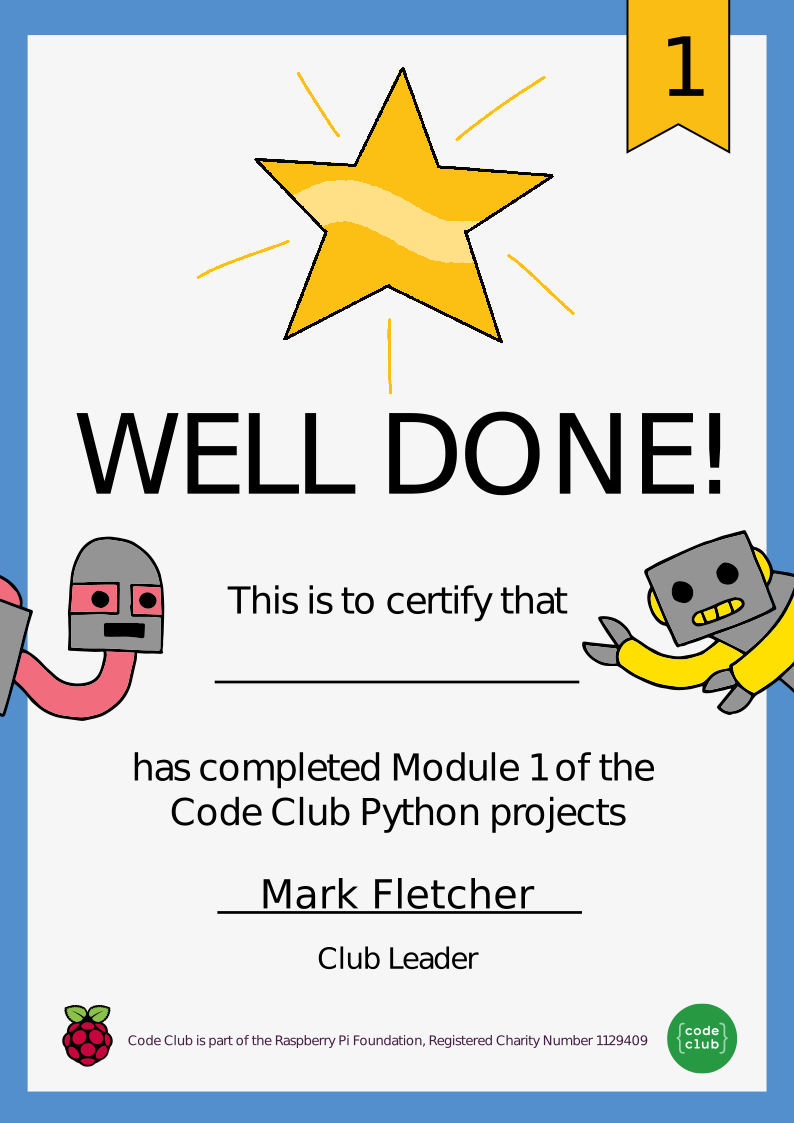 1
WELL DONE!
This is to certify that
has completed Module 1 of the
Code Club Python projects
Mark Fletcher
Club Leader
Code Club is part of the Raspberry Pi Foundation, Registered Charity Number 1129409
{code
club}